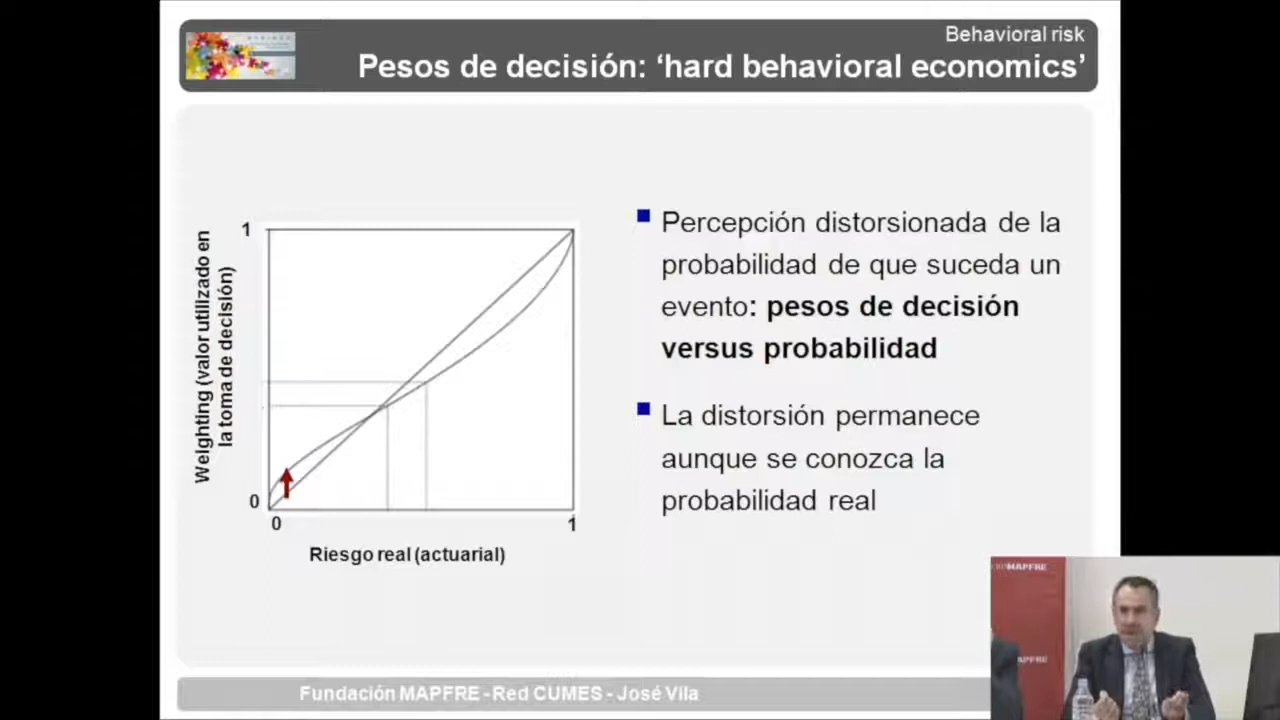 Behavioral risk
Pesos de decisión: ‘hard behavioral economics’
Weighting (valor utilizado en
la toma de decisión)
1
0
0
1
Riesgo real (actuarial)
Percepción distorsionada de la
probabilidad de que suceda un
evento: pesos de decisión
versus probabilidad
La distorsión permanece
aunque se conozca la
probabilidad real
Fundación MAPFRE - Red CUMES - José Vila
MAPFRE